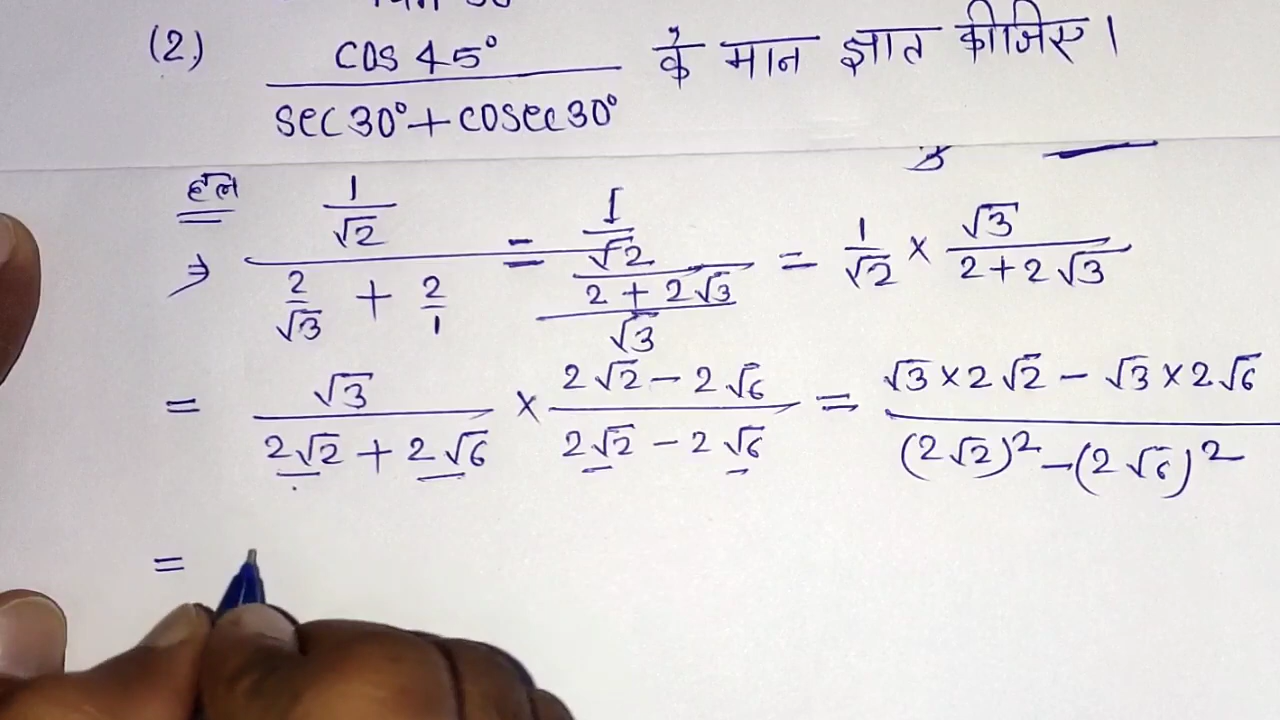 (2) cos 45° / sec 30° + cosec 30° के मान ज्ञात कीजिए।
हल
⇒ 1/√2 / 2/√3 + 2/1 = 1/√2 / 2 + 2√3 / √3 = 1/√2 × √3 / 2 + 2√3
= √3 / 2√2 + 2√6 × 2√2 - 2√6 / 2√2 - 2√6 = √3 × 2√2 - √3 × 2√6 / (2√2)² - (2√6)²
=